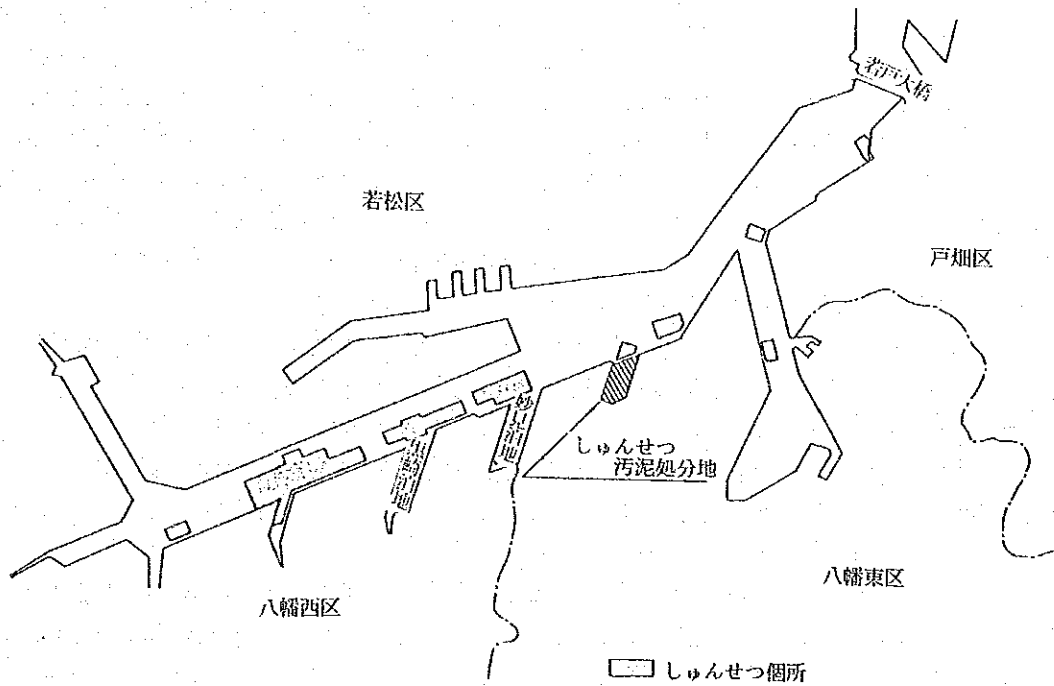 若戸大橋
若松区
戸畑区
しゅんせつ
汚泥処分地
八幡東区
八幡西区
しゅんせつ個所